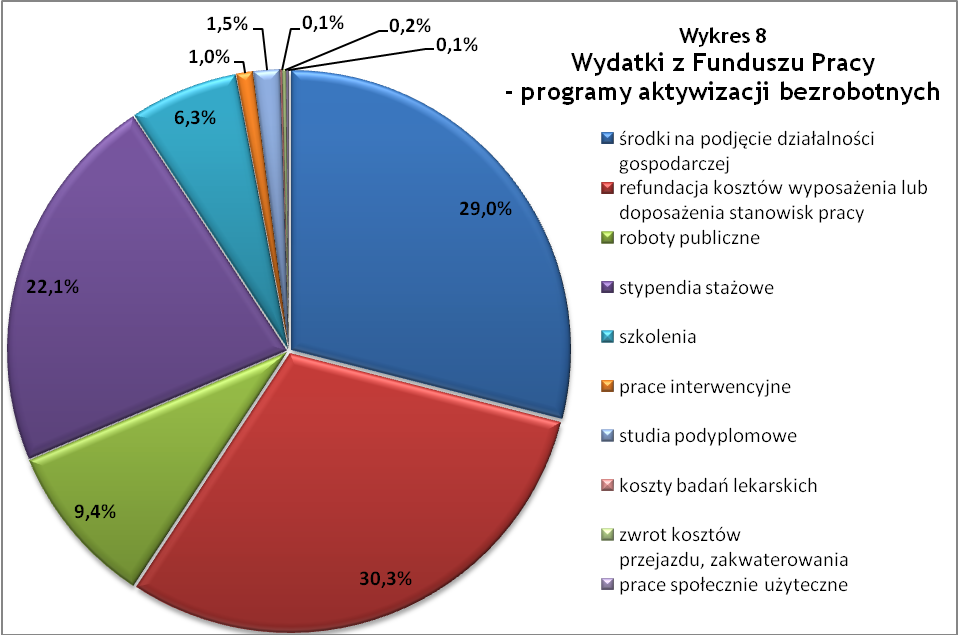 Wykres 8
Wydatki z Funduszu Pracy
- programy aktywizacji bezrobotnych
1,5%
0,1%
0,2%
0,1%
1,0%
6,3%
29,0%
22,1%
9,4%
30,3%
środki na podjęcie działalności
gospodarczej
refundacja kosztów wyposażenia lub
doposażenia stanowisk pracy
roboty publiczne
stypendia stażowe
szkolenia
prace interwencyjne
studia podyplomowe
koszty badań lekarskich
zwrot kosztów
przejazdu, zakwaterowania
prace społecznie użyteczne